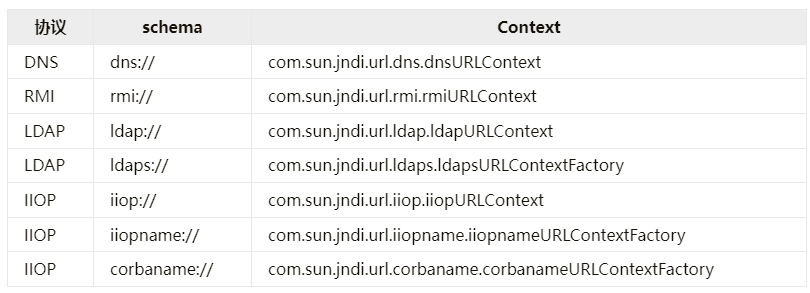 协议 schema Context
DNS dns:// com.sun.jndi.url.dns.dnsURLContext
RMI rmi:// com.sun.jndi.url.rmi.rmiURLContext
LDAP ldap:// com.sun.jndi.url.ldap.ldapURLContext
LDAP ldaps:// com.sun.jndi.url.ldaps.ldapsURLContextFactory
IIOP iiop:// com.sun.jndi.url.iiop.iiopURLContext
IIOP iiopname:// com.sun.jndi.url.iiopname.iiopnameURLContextFactory
IIOP corbaname:// com.sun.jndi.url.corbaname.corbanameURLContextFactory